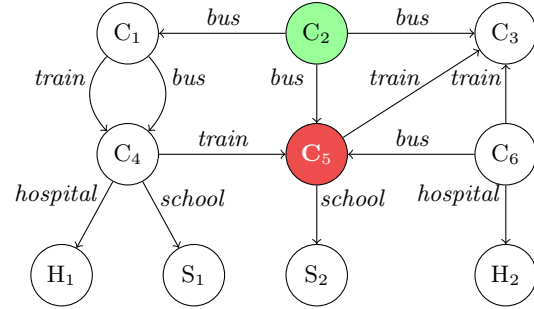 bus bus
C1 C2 C3
train bus bus train train
C4 train C5 bus C6
hospital school school hospital
H1 S1 S2 H2